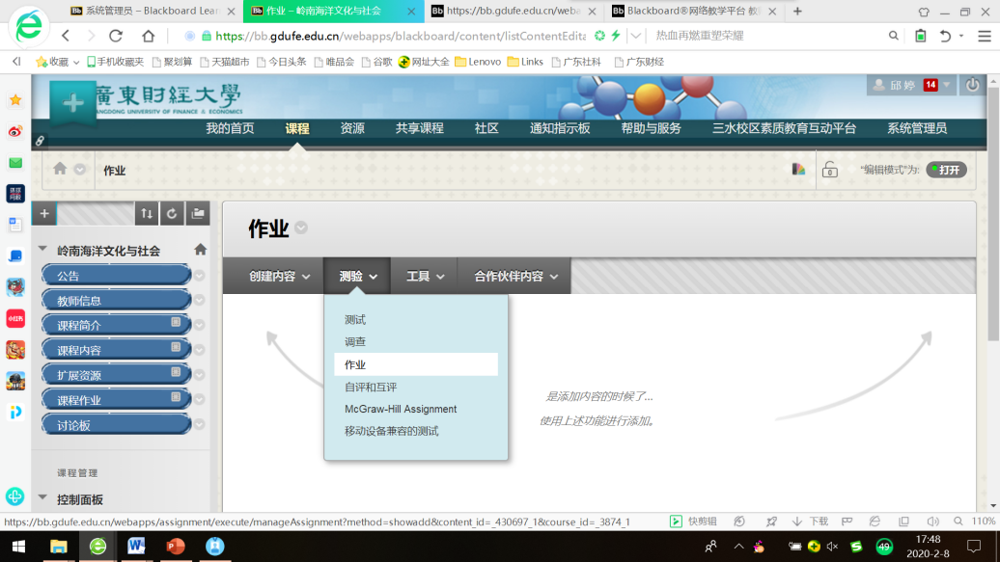 系统管理员 – Blackboard Lear
作业 – 岭南海洋文化与社会
https://bb.gdufe.edu.cn/weba
Blackboard®网络教学平台 教
https://bb.gdufe.edu.cn/webapps/blackboard/content/listContentEdita
热血再燃重塑荣耀
收藏
手机收藏夹
聚划算
天猫超市
今日头条
唯品会
谷歌
网址大全
Lenovo
Links
广东社科
广东财经
廣東財經大學
GUANGDONG UNIVERSITY OF FINANCE & ECONOMICS
邱 婷 14
我的首页 课程 资源 共享课程 社区 通知指示板 帮助与服务 三水校区素质教育互动平台 系统管理员
作业
"编辑模式"为: 打开
作业
岭南海洋文化与社会
公告
教师信息
课程简介
课程内容
扩展资源
课程作业
讨论板
课程管理
控制面板
创建内容 测验 工具 合作伙伴内容
测试
调查
作业
自评和互评
McGraw-Hill Assignment
移动设备兼容的测试
是添加内容的时候了...
使用上述功能进行添加。
https://bb.gdufe.edu.cn/webapps/assignment/execute/manageAssignment?method=showadd&content_id=_430697_1&course_id=_3874_1
快剪辑
下载
110%
49
17:48
2020-2-8